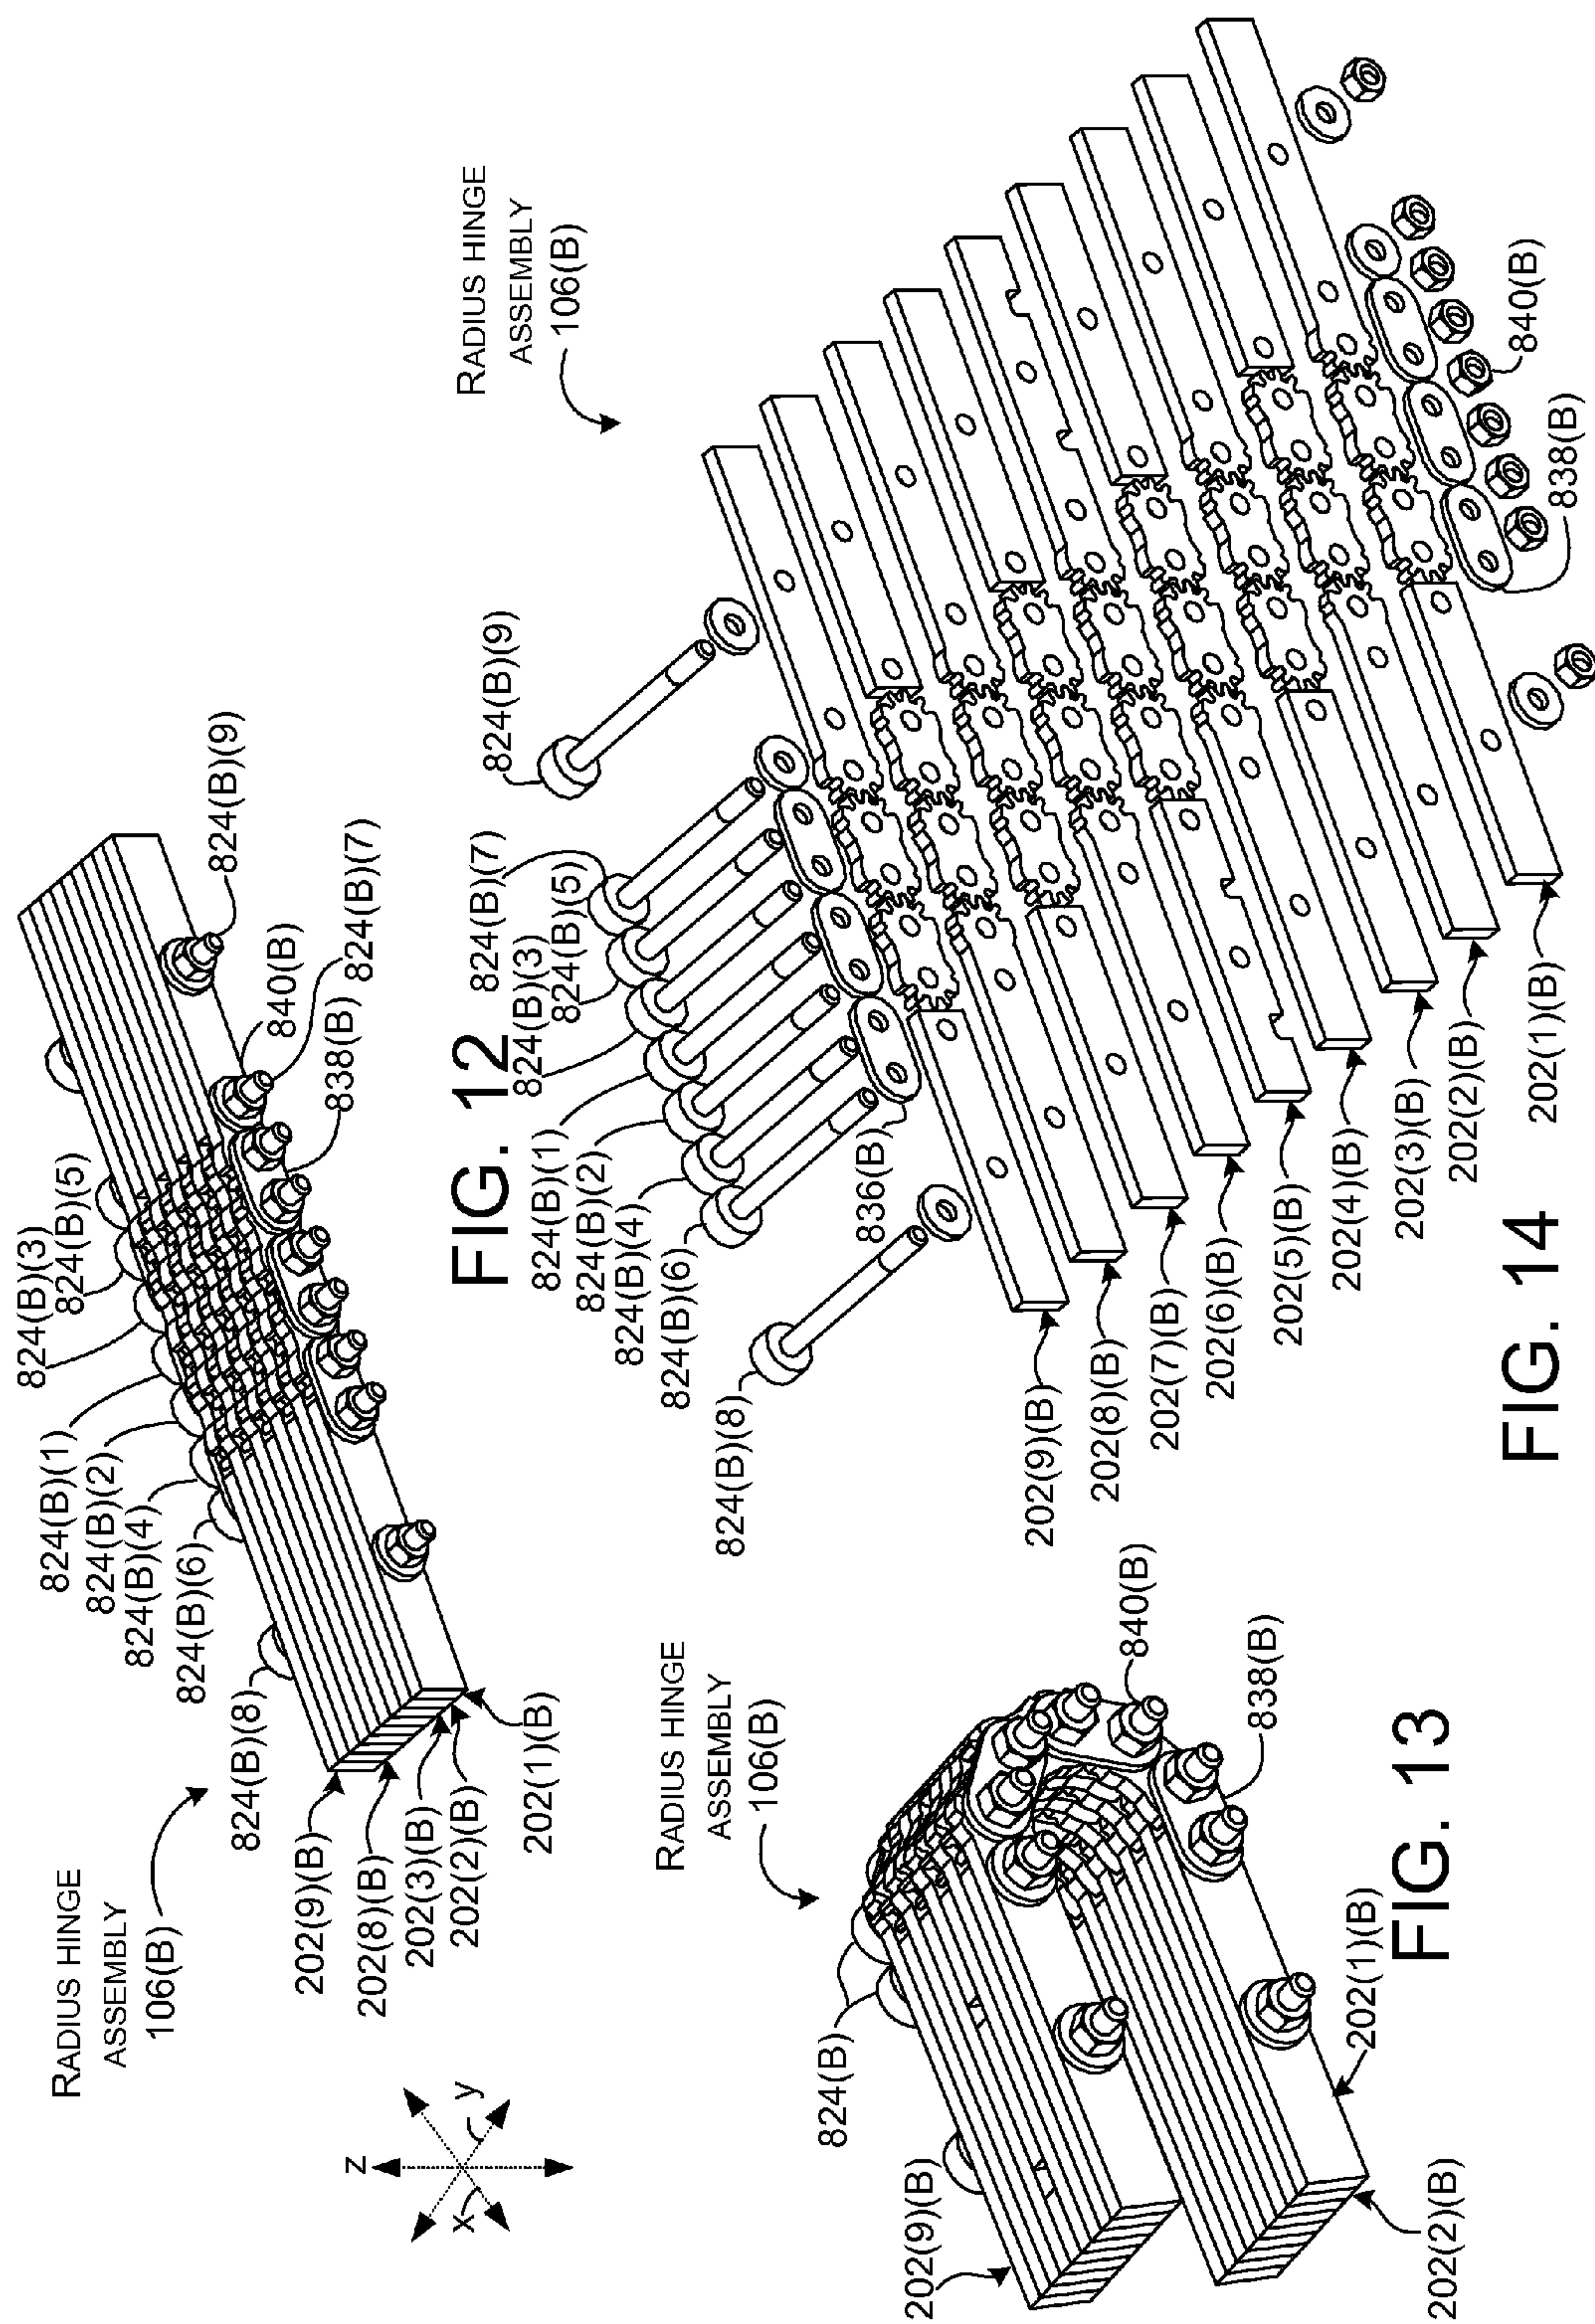 RADIUS HINGE
ASSEMBLY
106(B)
824(B)(8)
824(B)(6)
824(B)(4)
824(B)(2)
824(B)(1)
824(B)(3)
824(B)(5)
824(B)(9)
824(B)(7)
840(B)
838(B)
202(9)(B)
202(8)(B)
202(3)(B)
202(2)(B)
202(1)(B)
z
y
x
FIG. 12
RADIUS HINGE
ASSEMBLY
106(B)
824(B)
202(9)(B)
840(B)
838(B)
202(1)(B)
202(2)(B)
FIG. 13
RADIUS HINGE
ASSEMBLY
106(B)
824(B)(9)
824(B)(7)
824(B)(5)
824(B)(3)
824(B)(1)
824(B)(2)
824(B)(4)
824(B)(6)
824(B)(8)
836(B)
202(9)(B)
202(8)(B)
202(7)(B)
202(6)(B)
202(5)(B)
202(4)(B)
202(3)(B)
202(2)(B)
202(1)(B)
838(B)
840(B)
FIG. 14